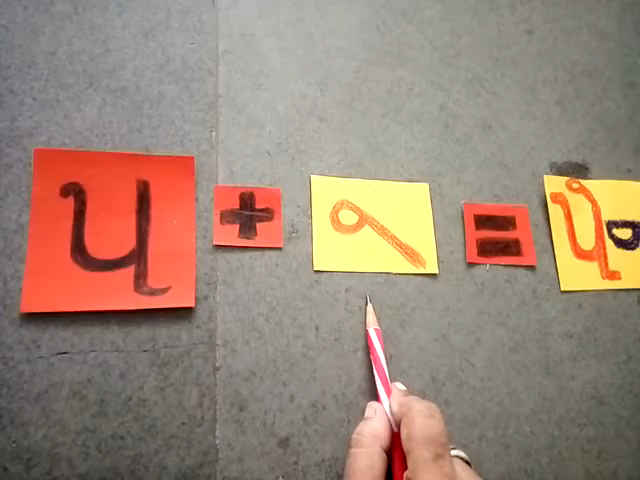 પ + ે = પે